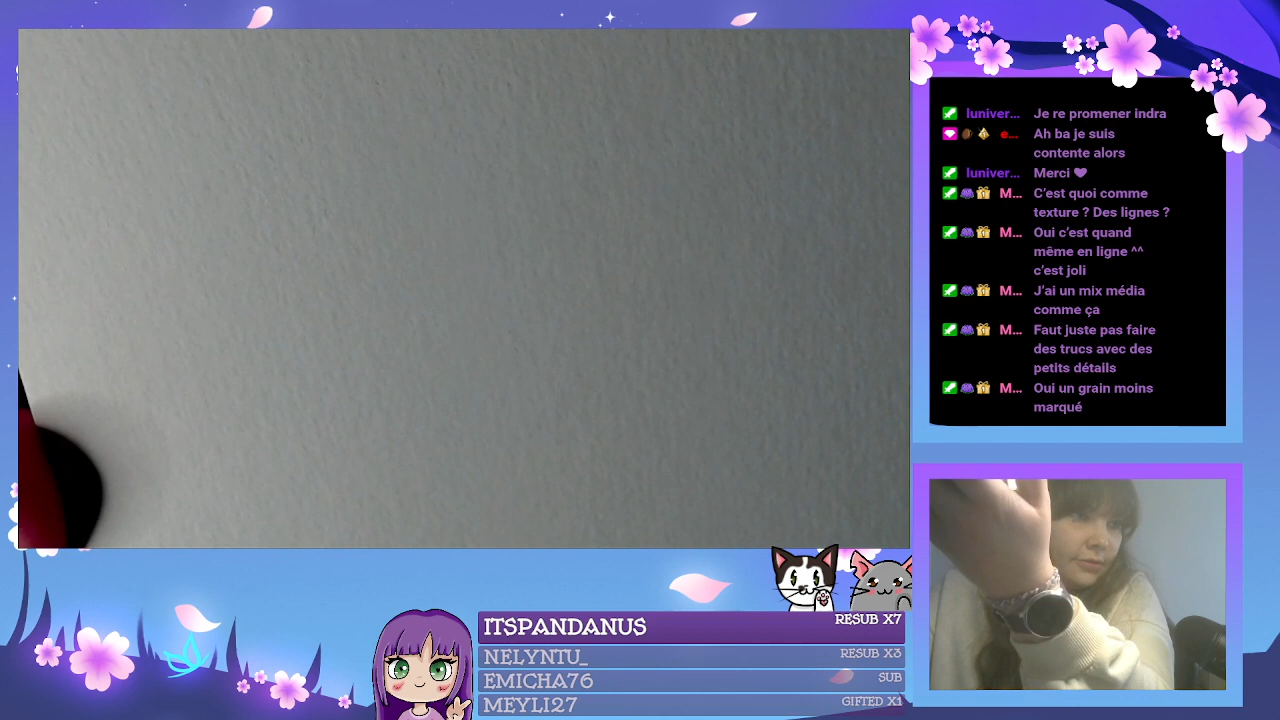 luniver... Je re promener indra
e... Ah ba je suis
contente alors
luniver... Merci
M... C'est quoi comme
texture ? Des lignes ?
M... Oui c'est quand
même en ligne ^^
c'est joli
M... J'ai un mix média
comme ça
M... Faut juste pas faire
des trucs avec des
petits détails
M... Oui un grain moins
marqué
ITSPANDANUS RESUB X7
NELYNTU_ RESUB X3
EMICHA76 SUB
MEYLI27 GIFTED X1